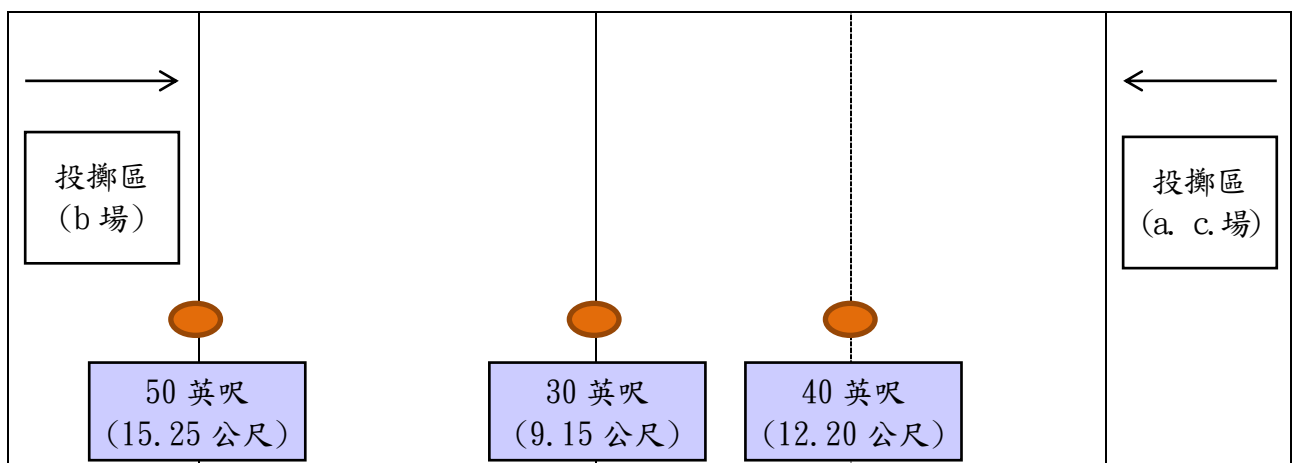 投擲區
(b 場)
投擲區
(a. c.場)
50 英呎
(15.25 公尺)
30 英呎
(9.15 公尺)
40 英呎
(12.20 公尺)